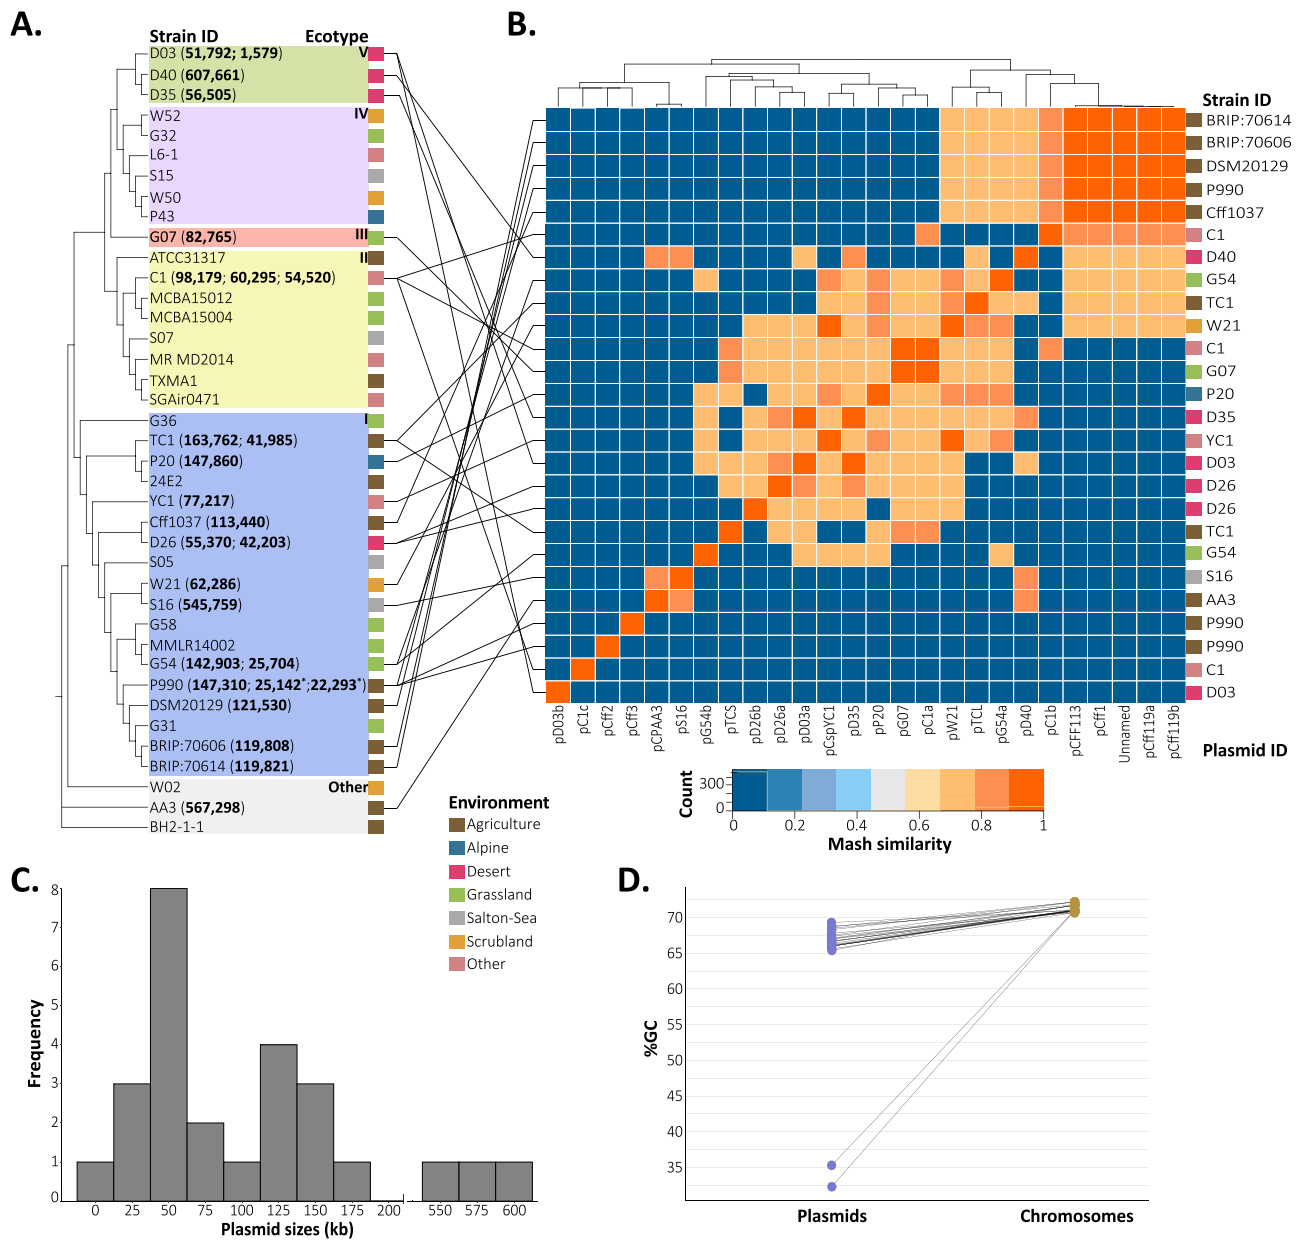 A.
Strain ID Ecotype
D03 (51,792; 1,579) V
D40 (607,661)
D35 (56,505)
W52 IV
G32
L6-1
S15
W50
P43
G07 (82,765) III
ATCC31317 II
C1 (98,179; 60,295; 54,520)
MCBA15012
MCBA15004
S07
MR MD2014
TXMA1
SGAir0471
G36 I
TC1 (163,762; 41,985)
P20 (147,860)
24E2
YC1 (77,217)
Cff1037 (113,440)
D26 (55,370; 42,203)
S05
W21 (62,286)
S16 (545,759)
G58
MMLR14002
G54 (142,903; 25,704)
P990 (147,310; 25,142*;22,293*)
DSM20129 (121,530)
G31
BRIP:70606 (119,808)
BRIP:70614 (119,821)
W02 Other
AA3 (567,298)
BH2-1-1
Environment
Agriculture
Alpine
Desert
Grassland
Salton-Sea
Scrubland
Other
B.
Strain ID
BRIP:70614
BRIP:70606
DSM20129
P990
Cff1037
C1
D40
G54
TC1
W21
C1
G07
P20
D35
YC1
D03
D26
D26
TC1
G54
S16
AA3
P990
P990
C1
D03
pD03b
pC1c
pCff2
pCff3
pCPAA3
pS16
pG54b
pTCS
pD26b
pD26a
pD03a
pCspYC1
pD35
pP20
pG07
pC1a
pW21
pTCL
pG54a
pD40
pC1b
pCFF113
pCff1
Unnamed
pCff119a
pCff119b
Plasmid ID
Count
300
0
0 0.2 0.4 0.6 0.8 1
Mash similarity
C.
Frequency
8
7
6
5
4
3
2
1
0
0 25 50 75 100 125 150 175 200 550 575 600
Plasmid sizes (kb)
D.
%GC
70
65
60
55
50
45
40
35
Plasmids Chromosomes